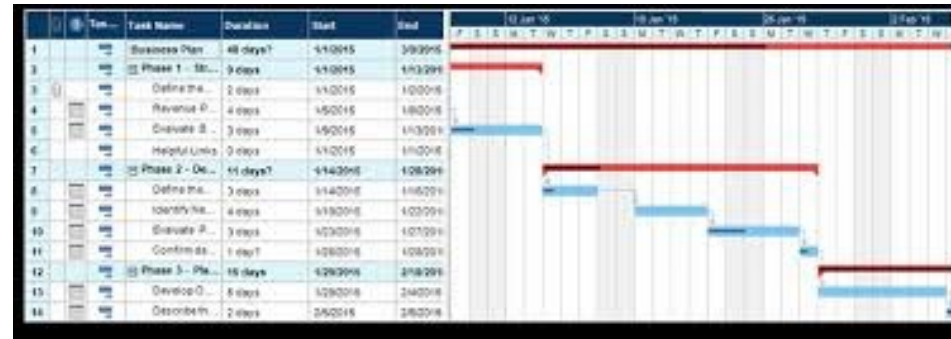 Tas... Task Name Duration Start End 12 Jan '15 19 Jan '15 26 Jan '15 2 Feb '15
F S S M T W T F S S M T W T F S S M T W T F S S M T W
1 Business Plan 48 days? 1/1/2015
2 Phase 1 - Str... 9 days 1/1/2015 1/13/201
3 Define the... 2 days 1/1/2015 1/2/2015
4 Revenue P... 4 days 1/5/2015 1/8/2015
5 Evaluate B... 3 days 1/9/2015 1/13/201
6 Helpful Links 0 days 1/1/2015 1/1/2015
7 Phase 2 - De... 11 days? 1/14/2015 1/28/201
8 Define the... 3 days 1/14/2015 1/16/201
9 Identify Ne... 4 days 1/19/2015 1/22/201
10 Evaluate P... 3 days 1/23/2015 1/27/201
11 Confirm de... 1 day? 1/28/2015 1/28/201
12 Phase 3 - Pla... 15 days 1/29/2015 2/18/201
13 Develop D... 5 days 1/29/2015 2/4/2015
14 Describe th... 2 days 2/5/2015 2/6/2015